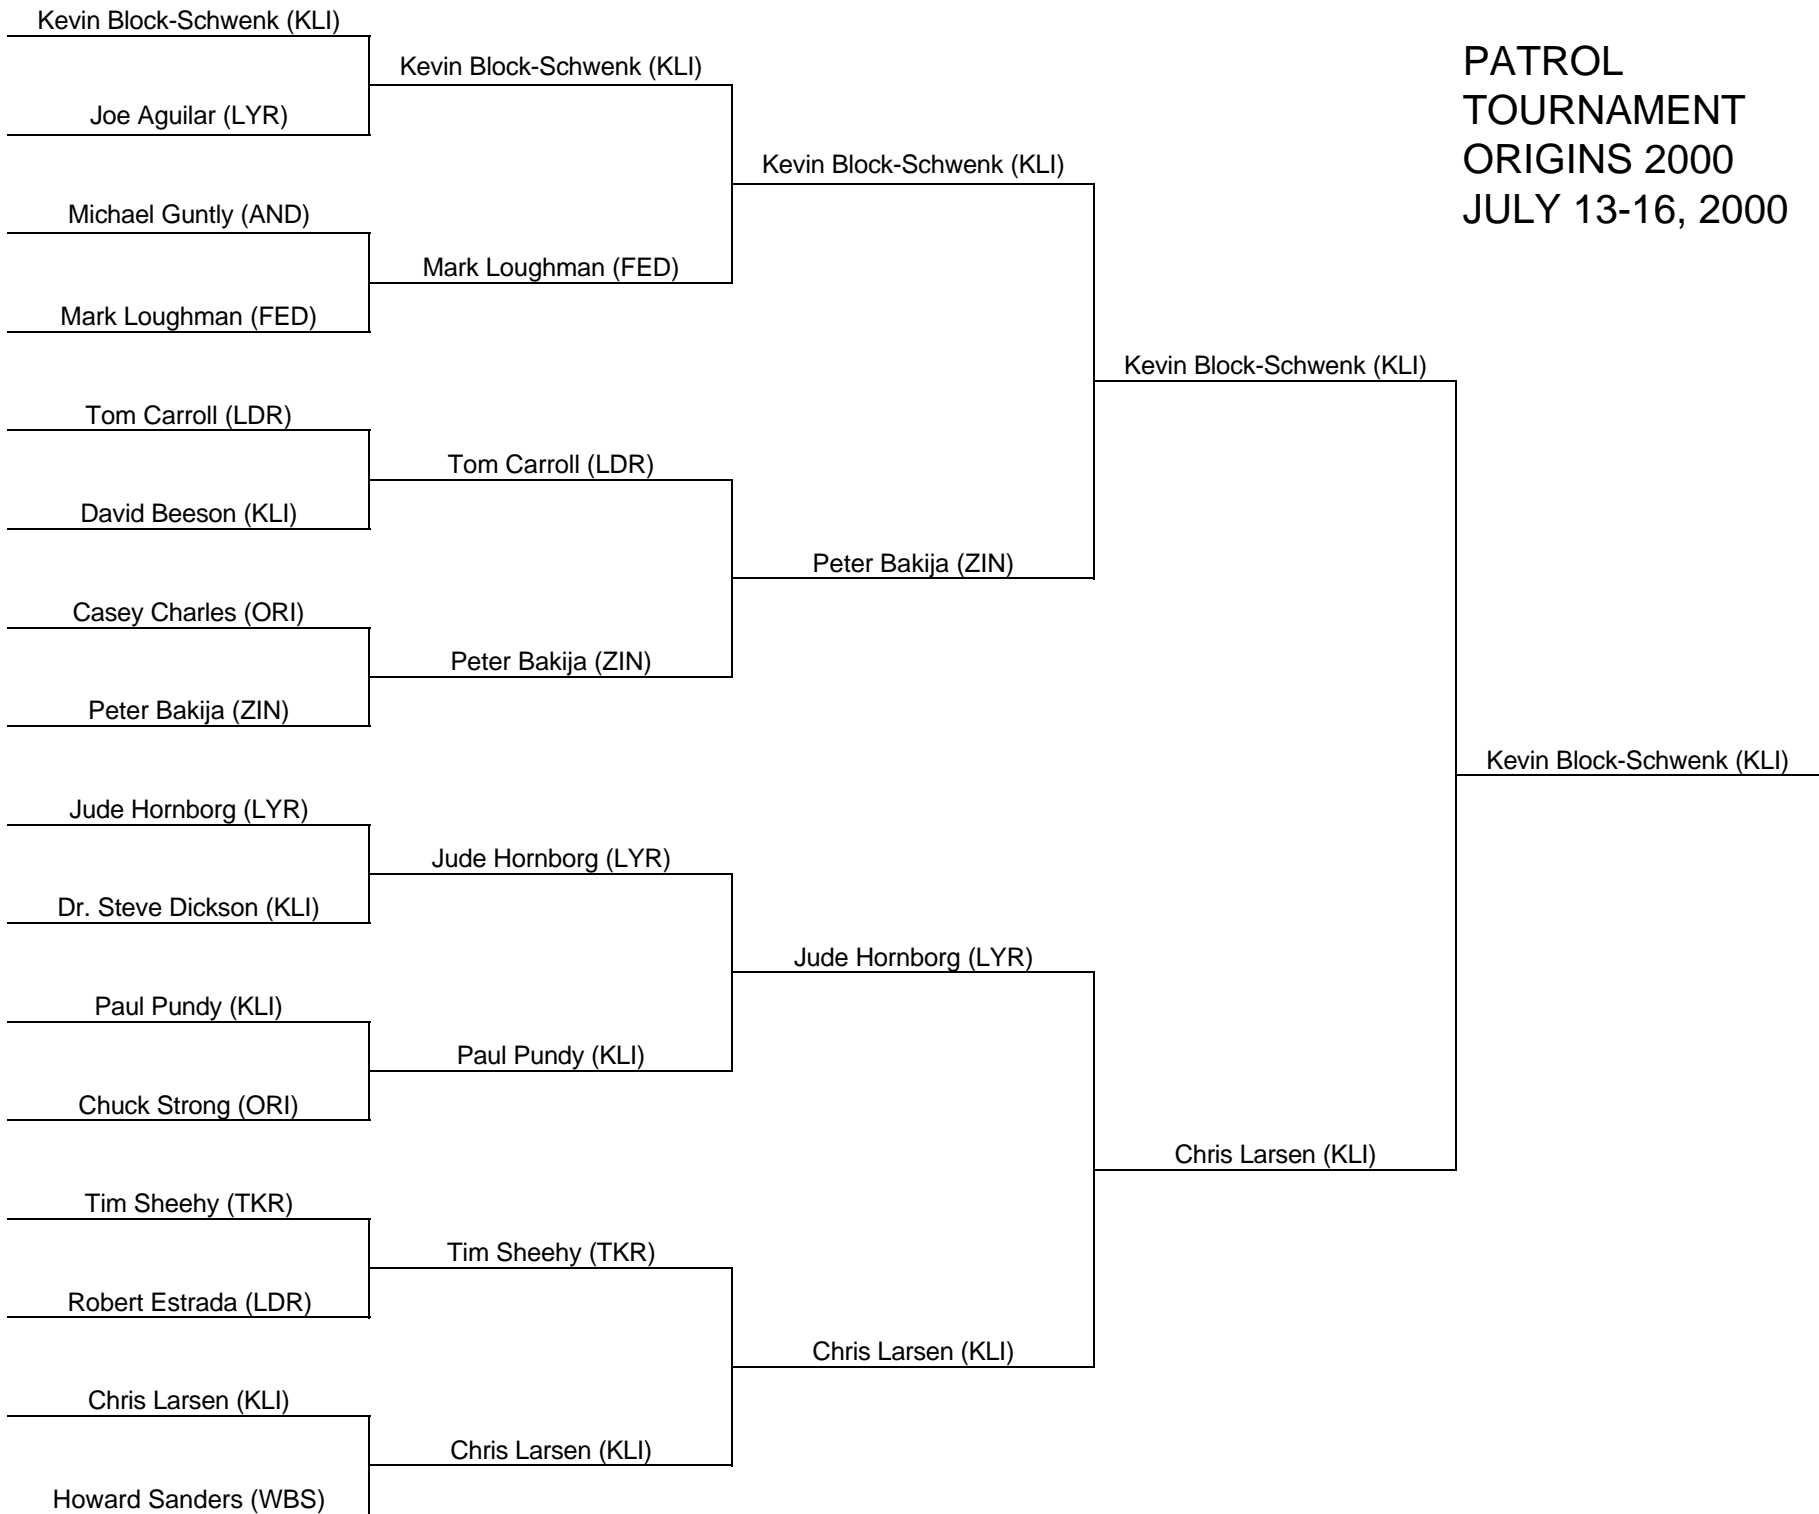 Kevin Block-Schwenk (KLI)
Joe Aguilar (LYR)
Michael Guntly (AND)
Mark Loughman (FED)
Tom Carroll (LDR)
David Beeson (KLI)
Casey Charles (ORI)
Peter Bakija (ZIN)
Jude Hornborg (LYR)
Dr. Steve Dickson (KLI)
Paul Pundy (KLI)
Chuck Strong (ORI)
Tim Sheehy (TKR)
Robert Estrada (LDR)
Chris Larsen (KLI)
Howard Sanders (WBS)
Kevin Block-Schwenk (KLI)
Mark Loughman (FED)
Tom Carroll (LDR)
Peter Bakija (ZIN)
Jude Hornborg (LYR)
Paul Pundy (KLI)
Tim Sheehy (TKR)
Chris Larsen (KLI)
Kevin Block-Schwenk (KLI)
Peter Bakija (ZIN)
Jude Hornborg (LYR)
Chris Larsen (KLI)
Kevin Block-Schwenk (KLI)
Chris Larsen (KLI)
Kevin Block-Schwenk (KLI)
PATROL
TOURNAMENT
ORIGINS 2000
JULY 13-16, 2000